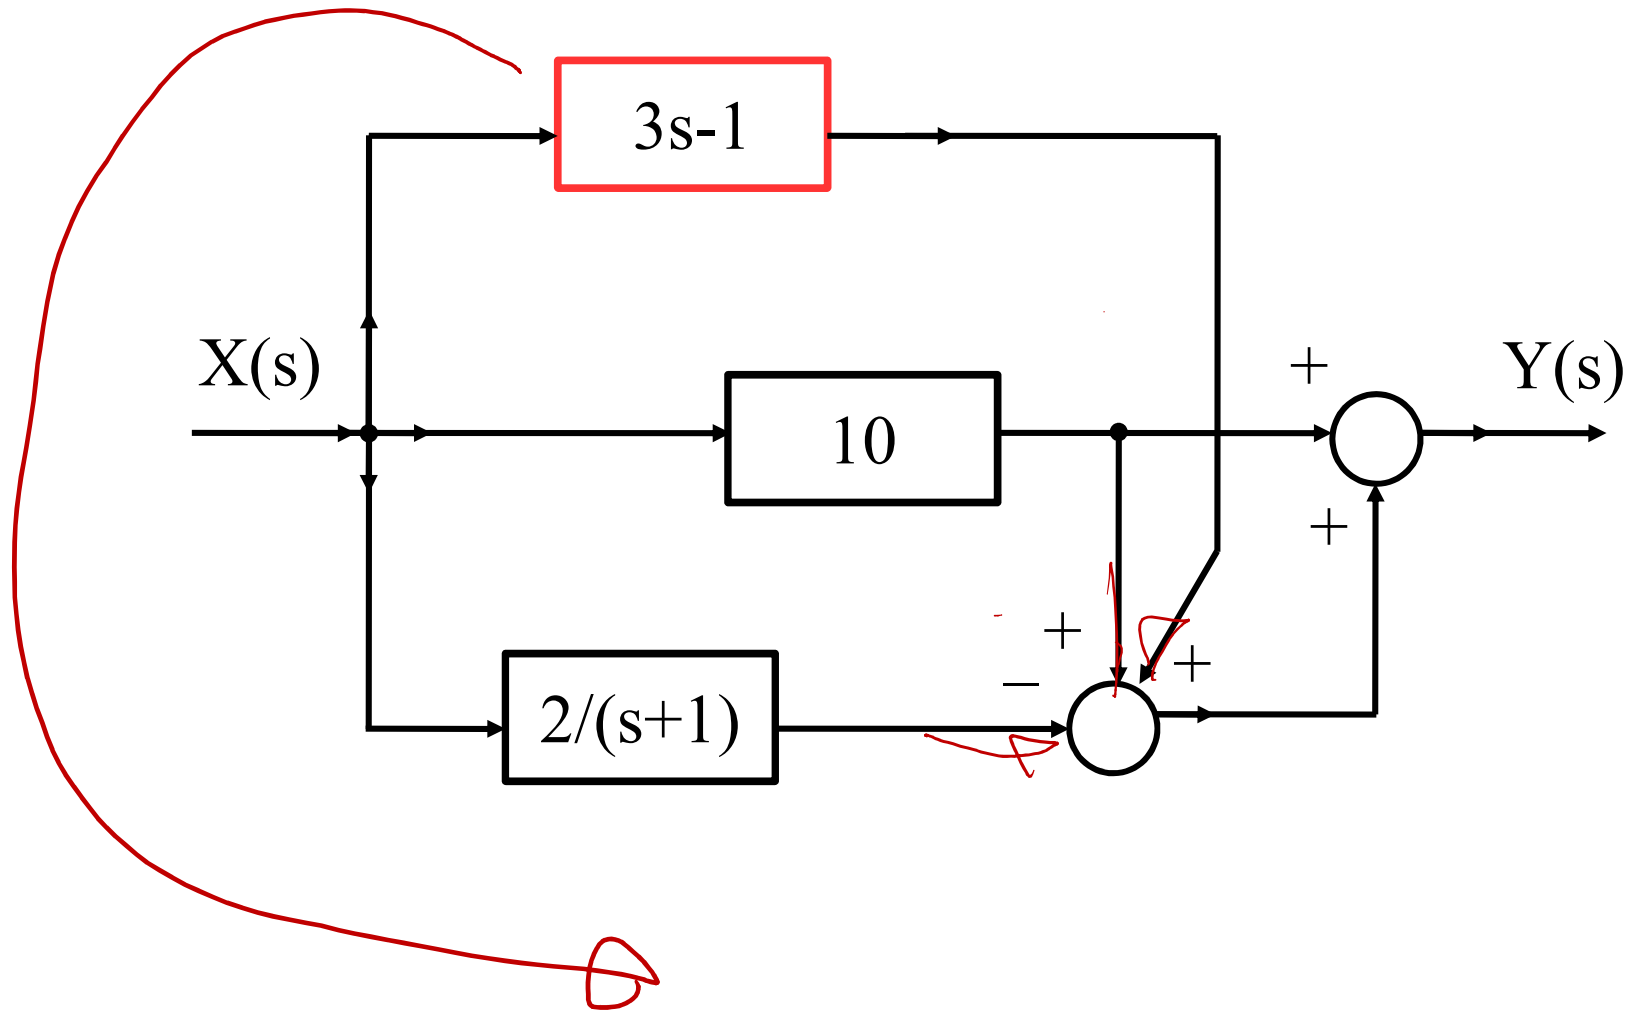 3s-1
X(s)
+
Y(s)
10
+
+
+
−
2/(s+1)